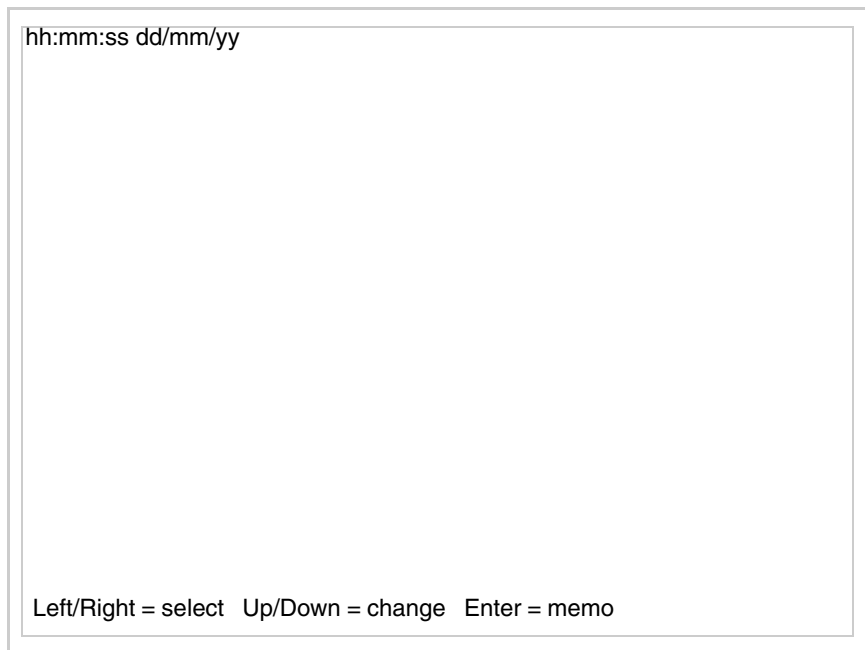 hh:mm:ss dd/mm/yy
Left/Right = select Up/Down = change Enter = memo